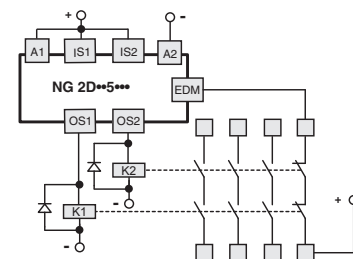 + -
A1 IS1 IS2 A2
NG 2D••5•••
EDM
OS1 OS2
K2
-
K1
-
+